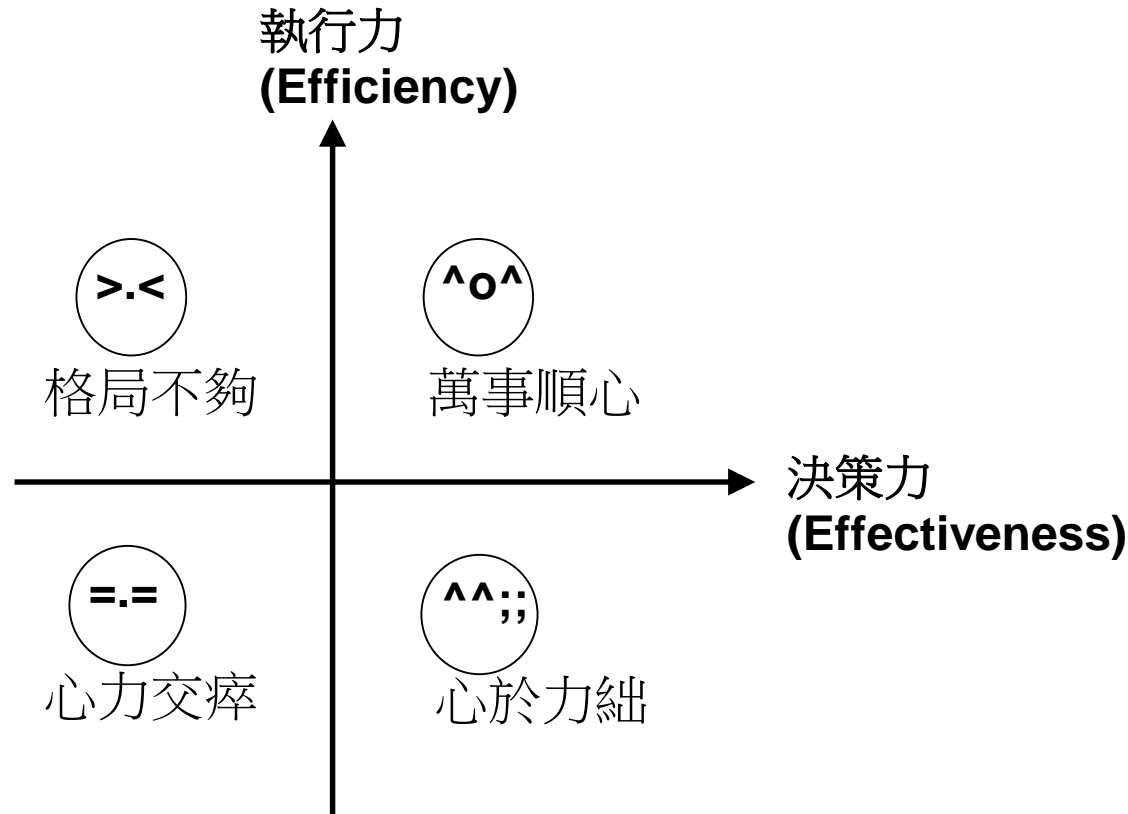 執行力
(Efficiency)
>.<
^o^
格局不夠
萬事順心
決策力
(Effectiveness)
=.=
^^;;
心力交瘁
心於力絀